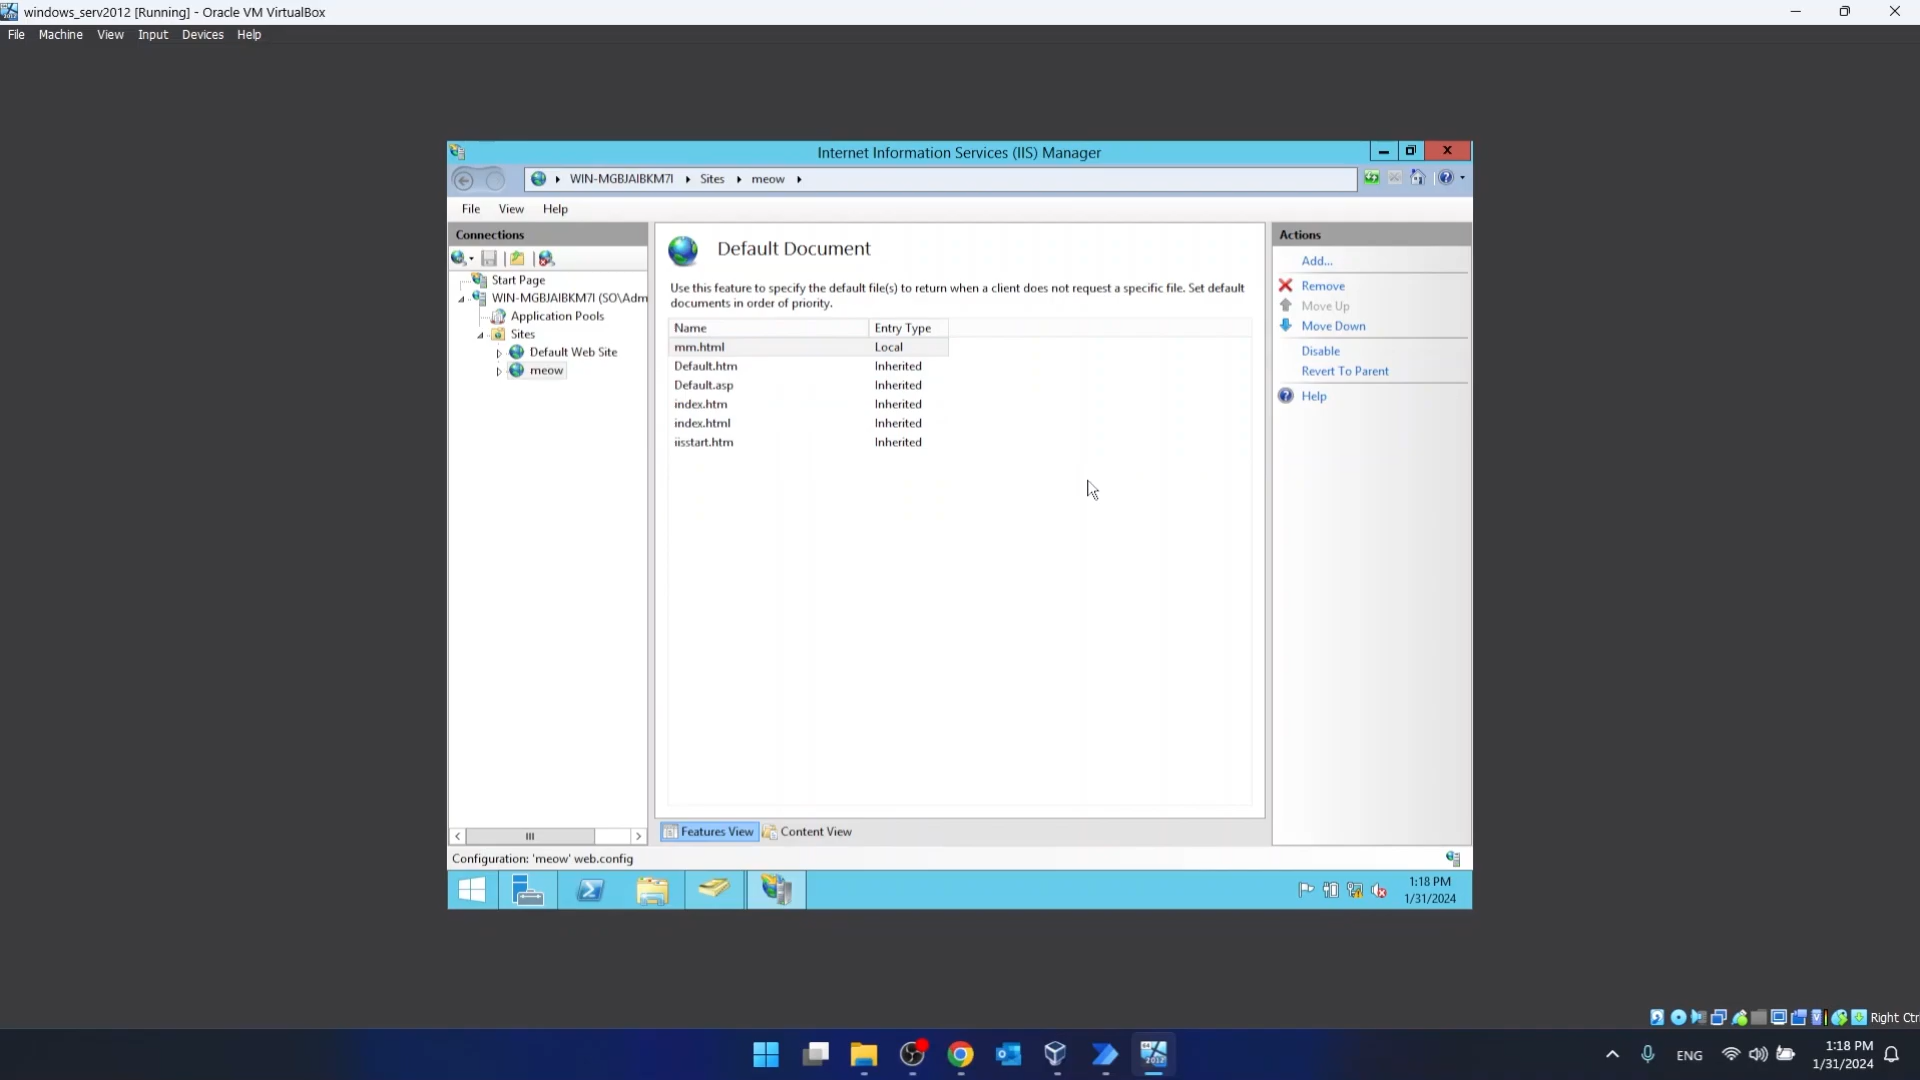 windows_serv2012 [Running] - Oracle VM VirtualBox
File Machine View Input Devices Help
Internet Information Services (IIS) Manager
WIN-MGBJAIBKM7I Sites meow
File View Help
Connections
Start Page
WIN-MGBJAIBKM7I (SO\Adm
Application Pools
Sites
Default Web Site
meow
Default Document
Use this feature to specify the default file(s) to return when a client does not request a specific file. Set default
documents in order of priority.
Name Entry Type
mm.html Local
Default.htm Inherited
Default.asp Inherited
index.htm Inherited
index.html Inherited
iisstart.htm Inherited
Features View Content View
Actions
Add...
Remove
Move Up
Move Down
Disable
Revert To Parent
Help
Configuration: 'meow' web.config
1:18 PM
1/31/2024
Right Ctr
ENG
1:18 PM
1/31/2024